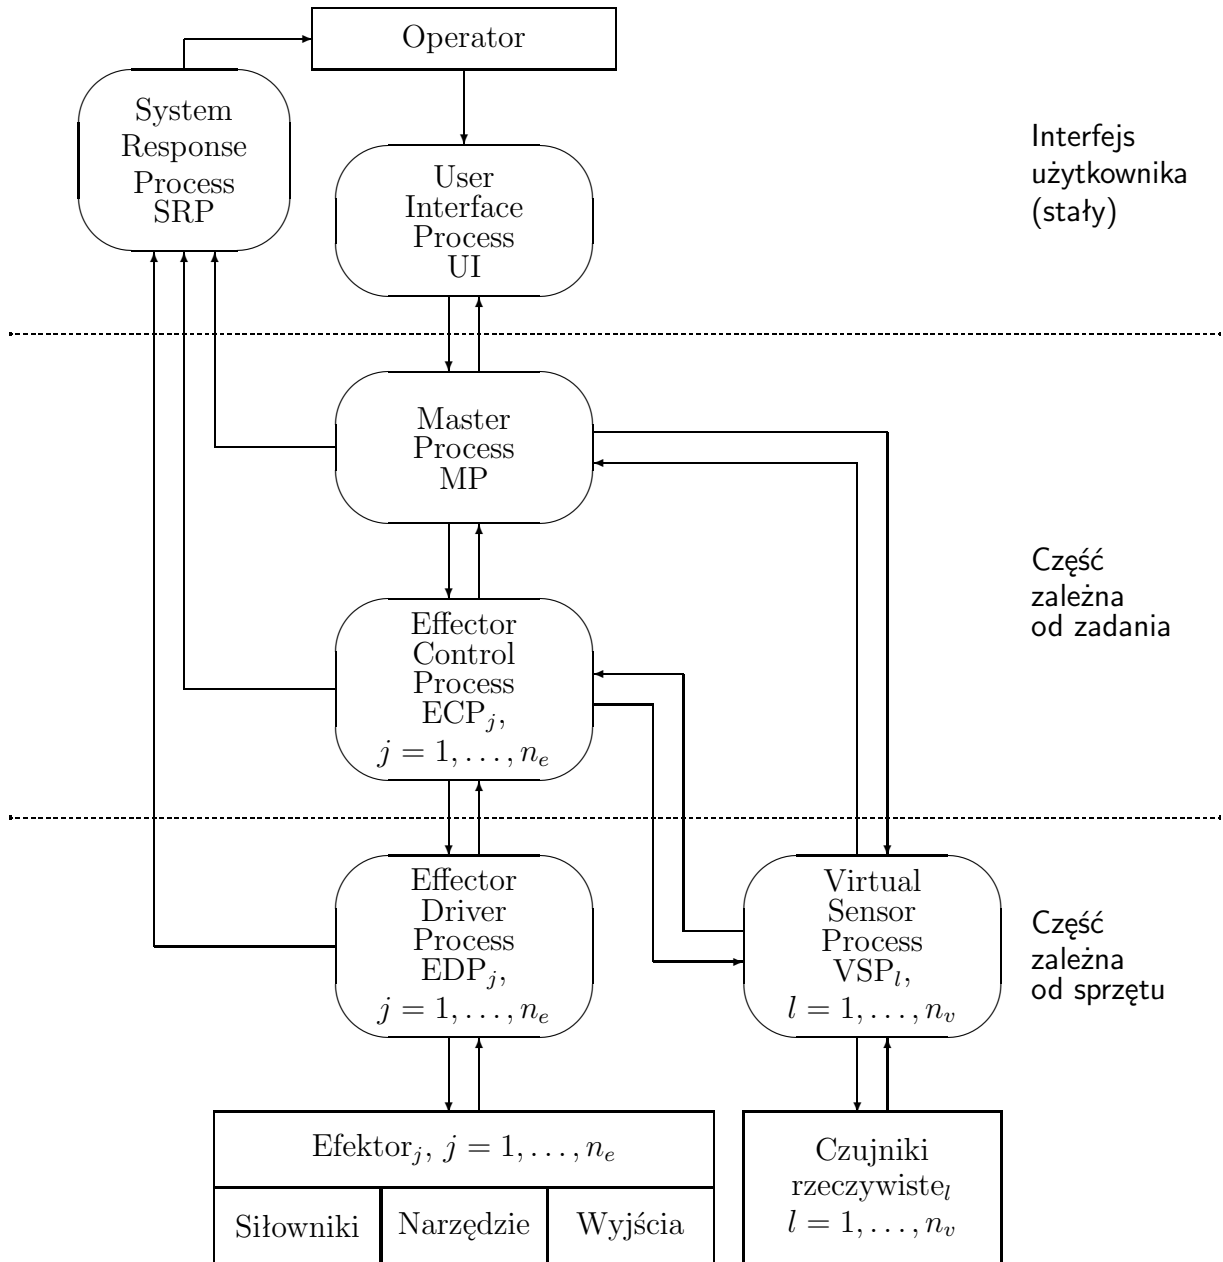 Operator
System
Response
Process
SRP
User
Interface
Process
UI
Interfejs
użytkownika
(stały)
Master
Process
MP
Effector
Control
Process
ECP_j,
j = 1, . . . , n_e
Część
zależna
od zadania
Effector
Driver
Process
EDP_j,
j = 1, . . . , n_e
Virtual
Sensor
Process
VSP_l,
l = 1, . . . , n_v
Część
zależna
od sprzętu
Efektor_j, j = 1, . . . , n_e
Siłowniki
Narzędzie
Wyjścia
Czujniki
rzeczywiste_l
l = 1, . . . , n_v